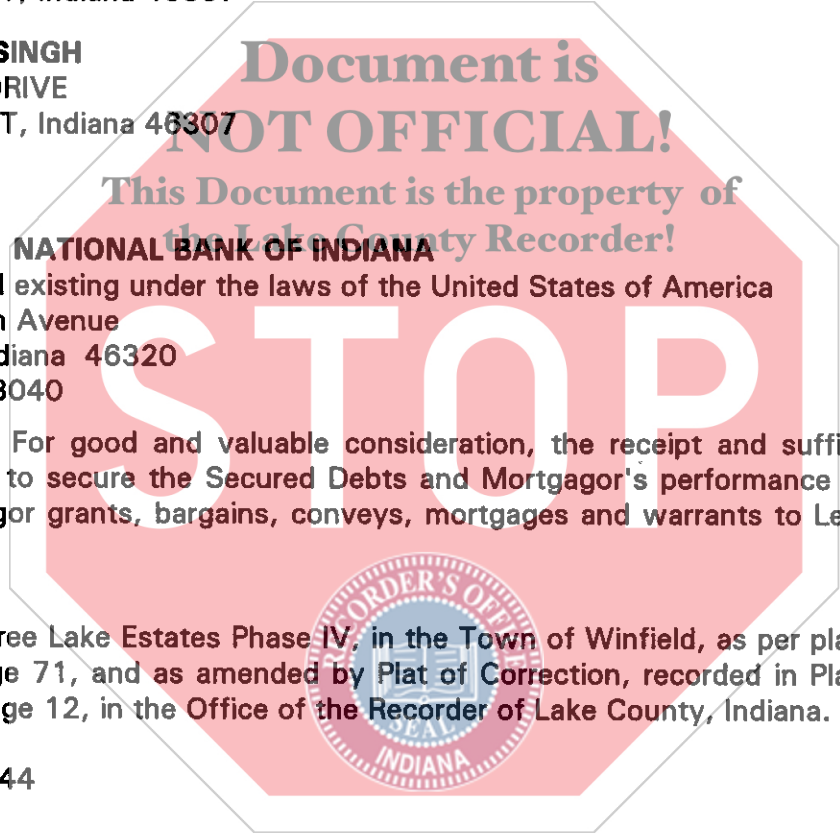 SINGH
DRIVE
T, Indiana 46307
Document is
NOT OFFICIAL!
This Document is the property of
the Lake County Recorder!
NATIONAL BANK OF INDIANA
existing under the laws of the United States of America
Avenue
diana 46320
3040
For good and valuable consideration, the receipt and suffi
to secure the Secured Debts and Mortgagor's performance
gor grants, bargains, conveys, mortgages and warrants to Le
STOP
ree Lake Estates Phase IV, in the Town of Winfield, as per pla
ge 71, and as amended by Plat of Correction, recorded in Pla
ge 12, in the Office of the Recorder of Lake County, Indiana.
RECORDER'S OFFICE
SEAL
INDIANA
44